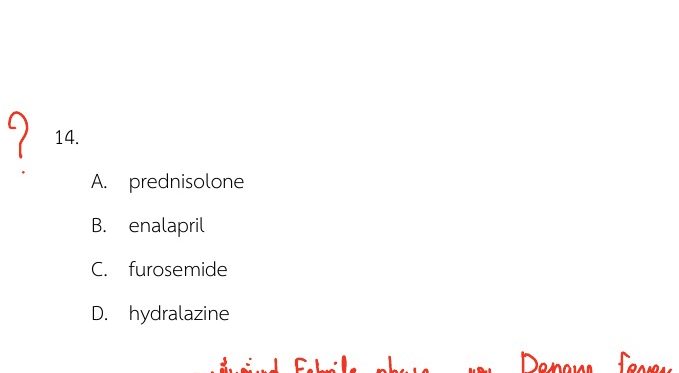 ? 14.
A. prednisolone
B. enalapril
C. furosemide
D. hydralazine
Febrile phase Dengue fever